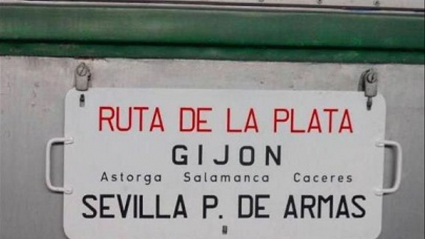 RUTA DE LA PLATA
GIJON
Astorga Salamanca Caceres
SEVILLA P. DE ARMAS